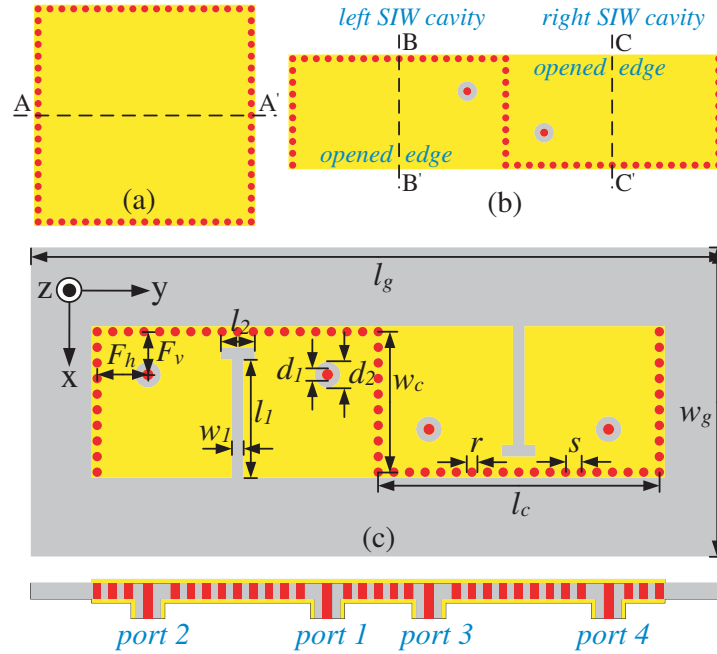 left SIW cavity
right SIW cavity
B
C
opened edge
A
A'
opened edge
B'
C'
(a)
(b)
l_g
z
y
x
l_2
F_h
F_v
d_1
d_2
w_c
w_g
w_1
l_1
r
s
l_c
(c)
port 2
port 1
port 3
port 4